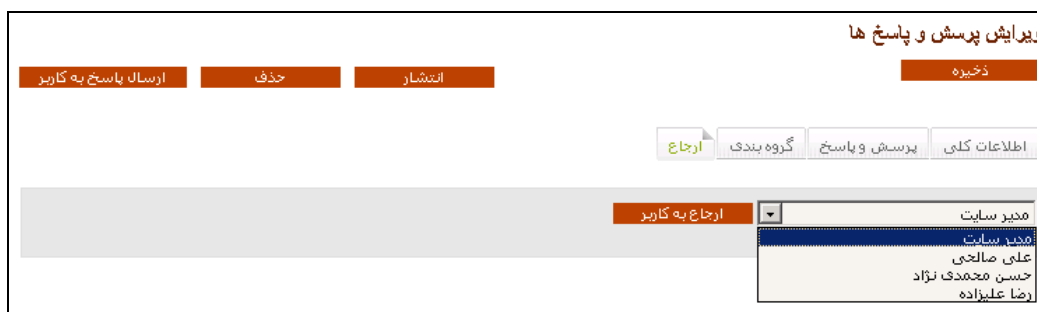 ویرایش پرسش و پاسخ ها
ذخیره
انتشار
حذف
ارسال پاسخ به کاربر
اطلاعات کلی
پرسش و پاسخ
گروه بندی
ارجاع
مدیر سایت
ارجاع به کاربر
مدیر سایت
علی صالحی
حسن محمدی نژاد
رضا علیزاده